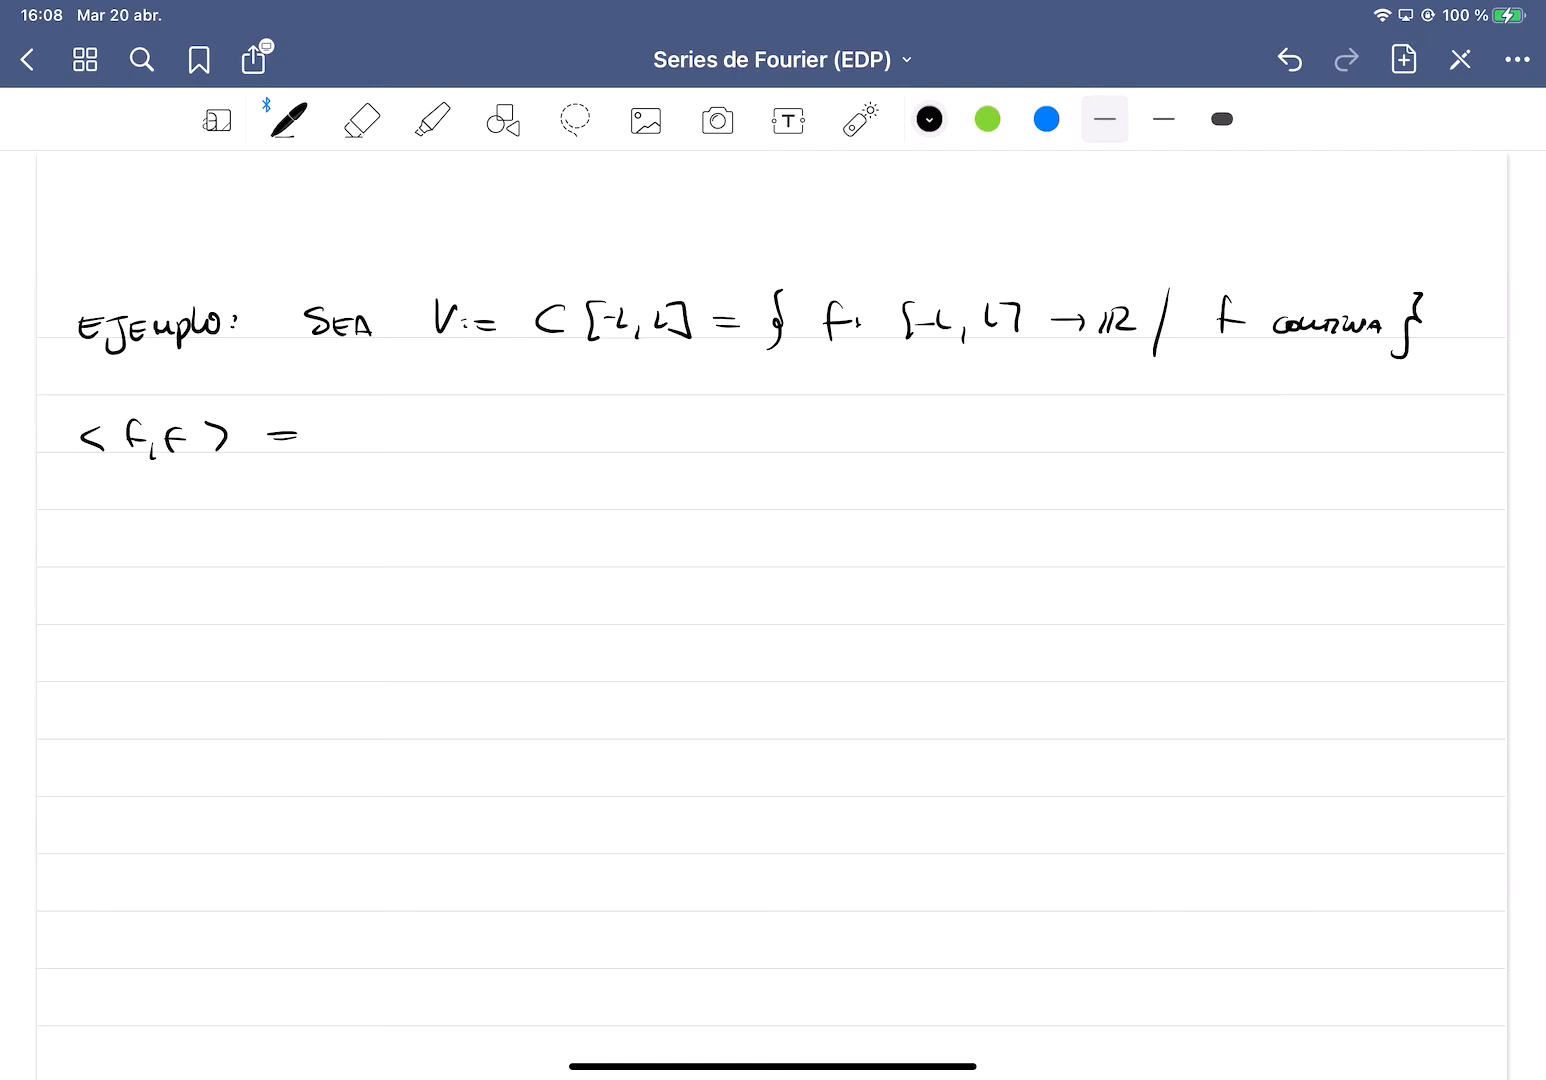 16:08 Mar 20 abr. 100 %
Series de Fourier (EDP)
EJEMPLO: SEA V:= C [-L, L] = { f: [-L, L] → ℝ / f CONTINUA }
< f, f > =